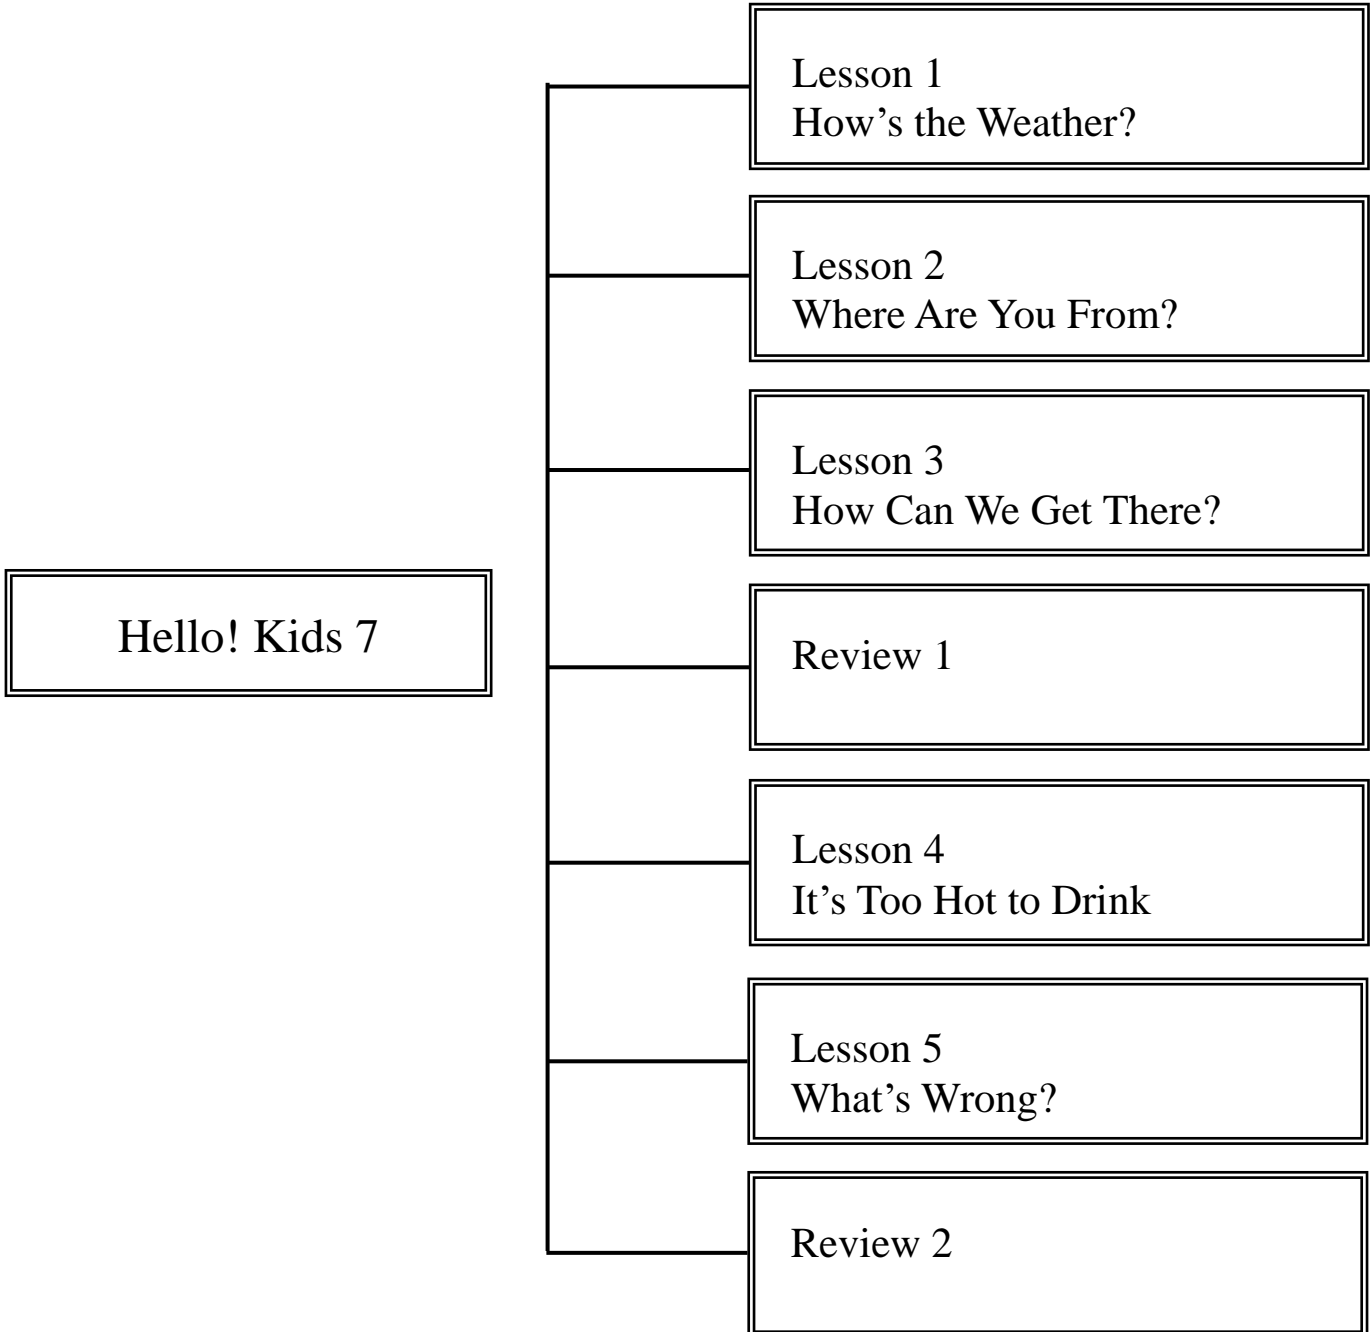 Hello! Kids 7
Lesson 1
How’s the Weather?
Lesson 2
Where Are You From?
Lesson 3
How Can We Get There?
Review 1
Lesson 4
It’s Too Hot to Drink
Lesson 5
What’s Wrong?
Review 2